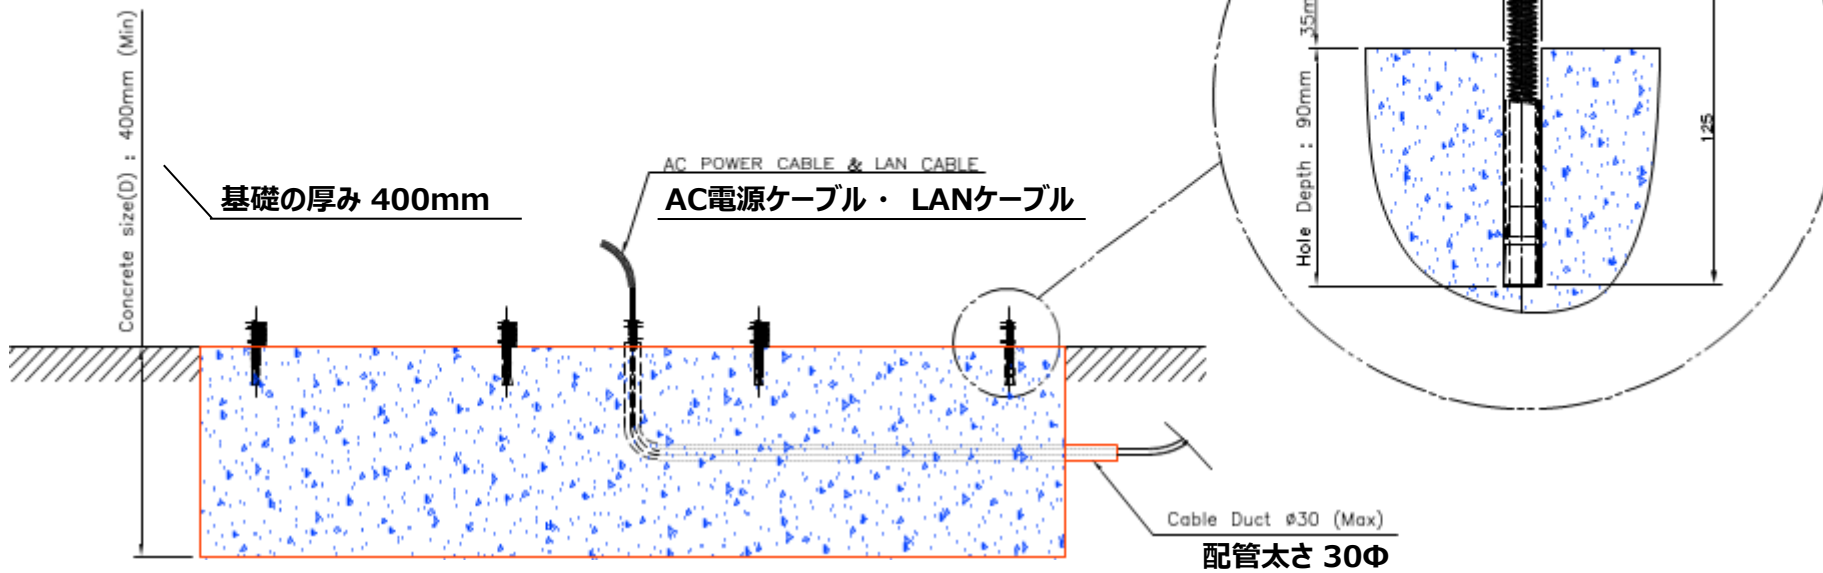 Concrete size(D) : 400mm (Min)
基礎の厚み 400mm
AC POWER CABLE & LAN CABLE
AC電源ケーブル ・ LANケーブル
35m
Hole Depth : 90mm
125
Cable Duct ø30 (Max)
配管太さ 30Φ